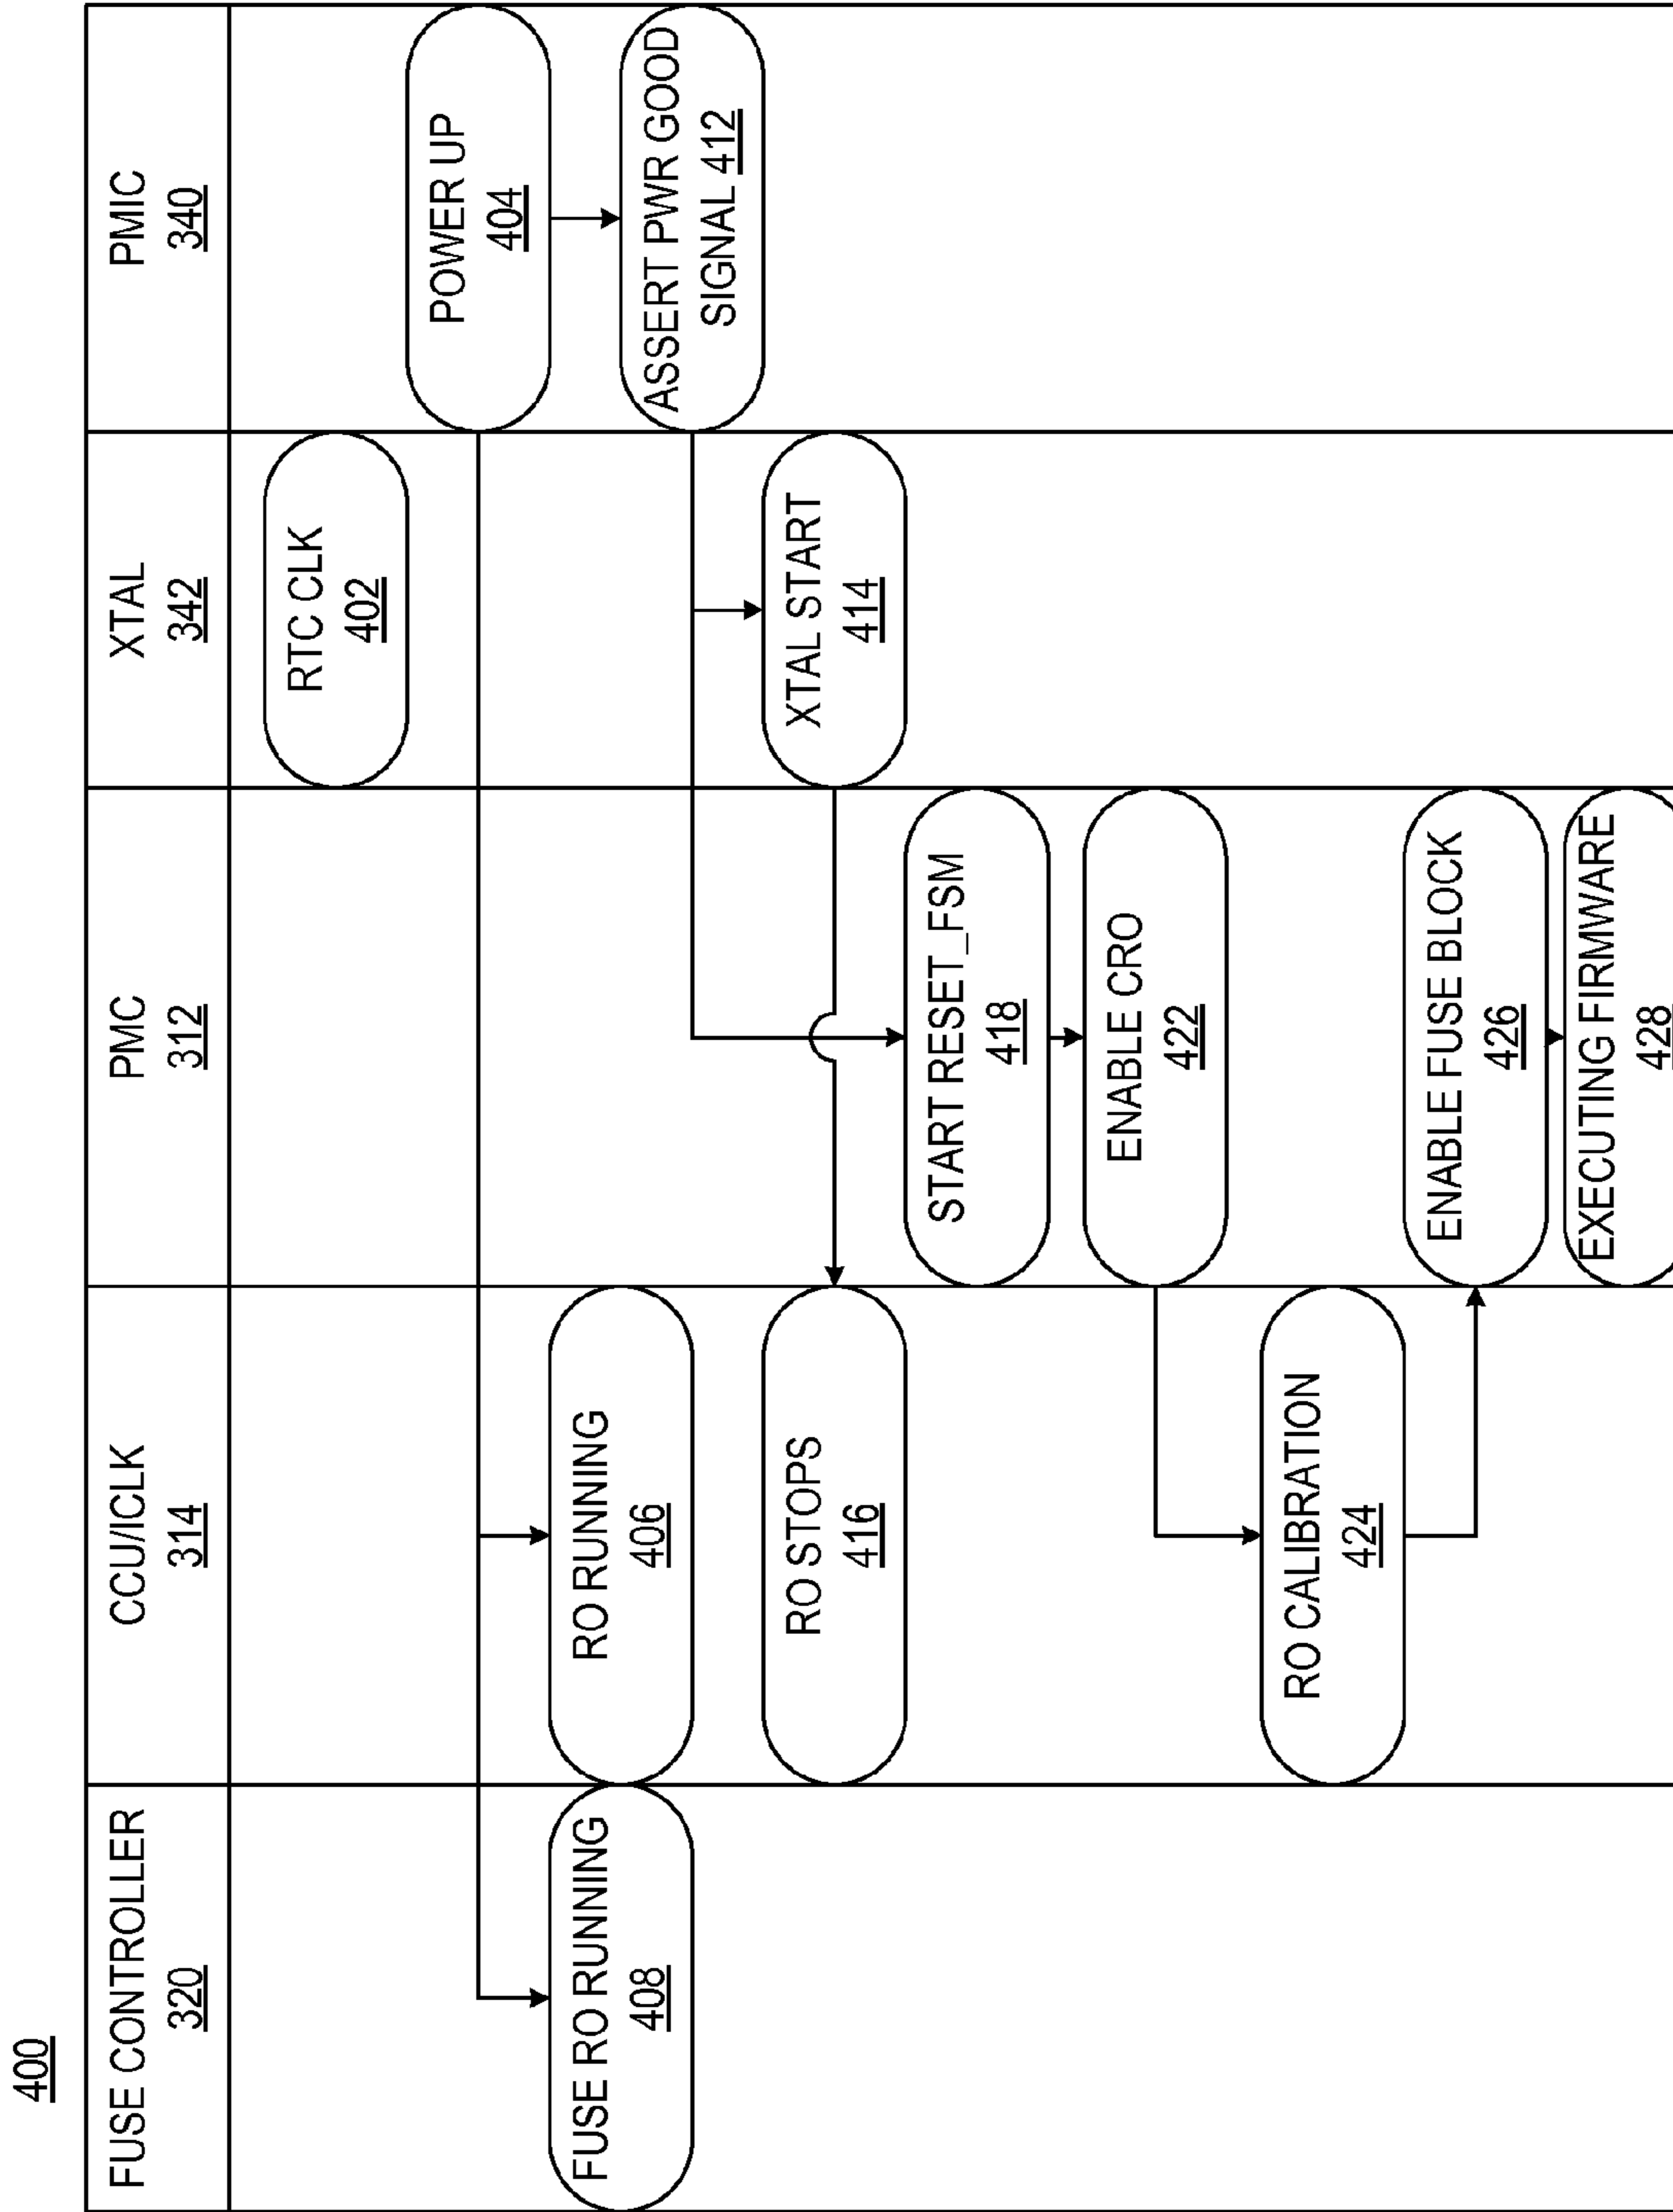 400
FUSE CONTROLLER
320
CCU/ICLK
314
PMC
312
XTAL
342
PMIC
340
RTC CLK
402
POWER UP
404
FUSE RO RUNNING
408
RO RUNNING
406
ASSERT PWR GOOD
SIGNAL 412
RO STOPS
416
XTAL START
414
START RESET_FSM
418
ENABLE CRO
422
RO CALIBRATION
424
ENABLE FUSE BLOCK
426
EXECUTING FIRMWARE
428